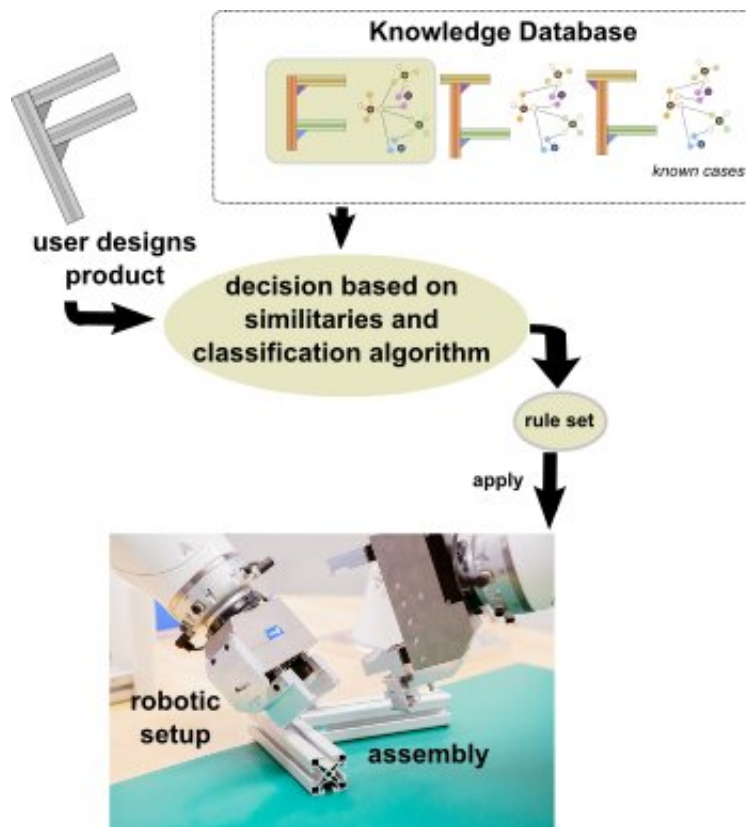 Knowledge Database
known cases
user designs
product
decision based on
similitaries and
classification algorithm
rule set
apply
robotic
setup
assembly